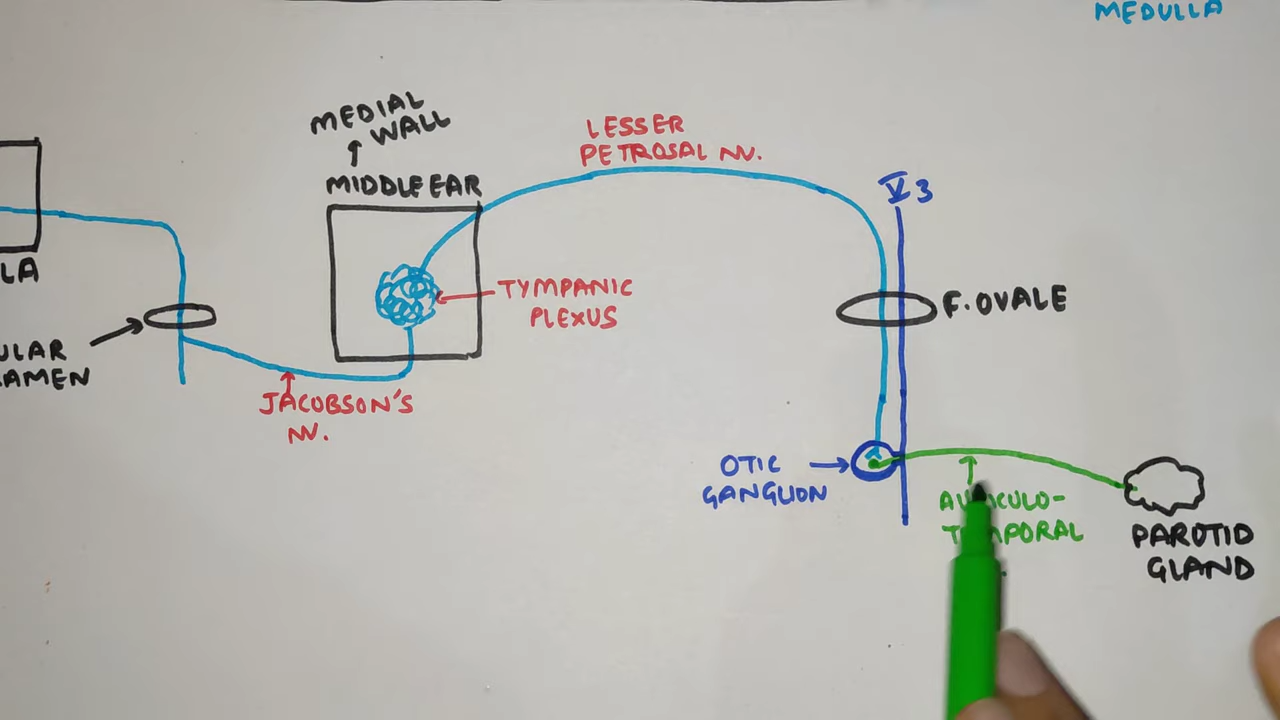 MEDULLA
MEDIAL
WALL
MIDDLE EAR
LESSER
PETROSAL NV.
V3
LA
TYMPANIC
PLEXUS
F. OVALE
ULAR
AMEN
JACOBSON'S
NV.
OTIC
GANGLION
PAROTID
GLAND